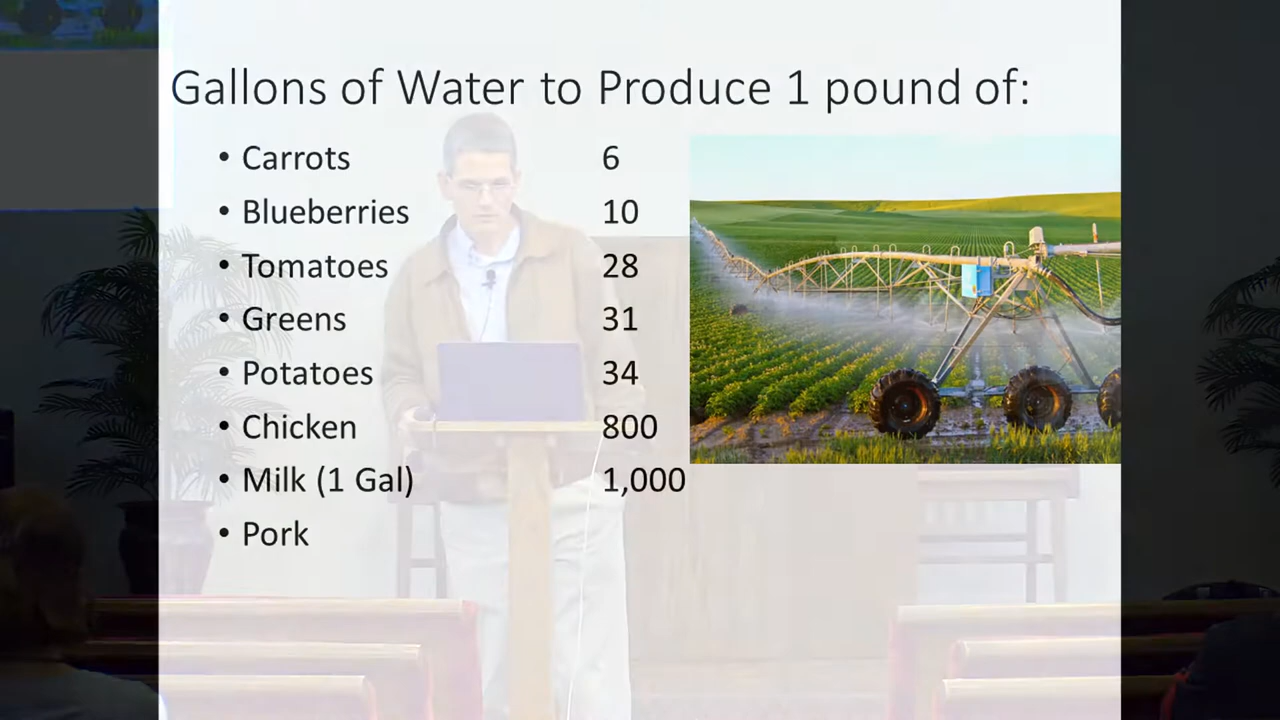 Gallons of Water to Produce 1 pound of:
• Carrots 6
• Blueberries 10
• Tomatoes 28
• Greens 31
• Potatoes 34
• Chicken 800
• Milk (1 Gal) 1,000
• Pork